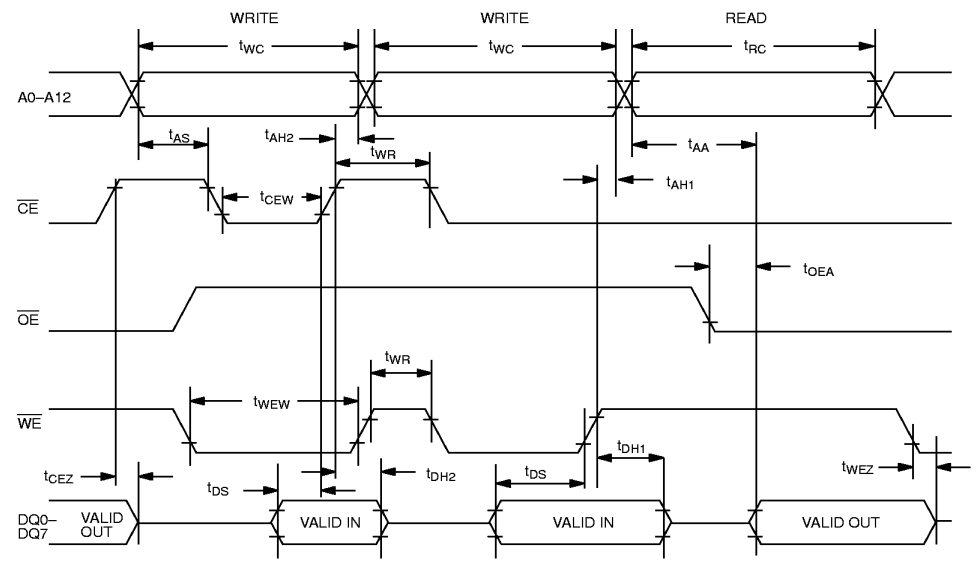 WRITE WRITE READ
tWC tWC tRC
A0–A12
tAS tAH2 tWR tAA
tAH1
CE
tCEW
tOEA
OE
tWR
WE
tWEW
tCEZ tDS tDH2 tDS tDH1 tWEZ
DQ0–
DQ7
VALID
OUT
VALID IN VALID IN VALID OUT